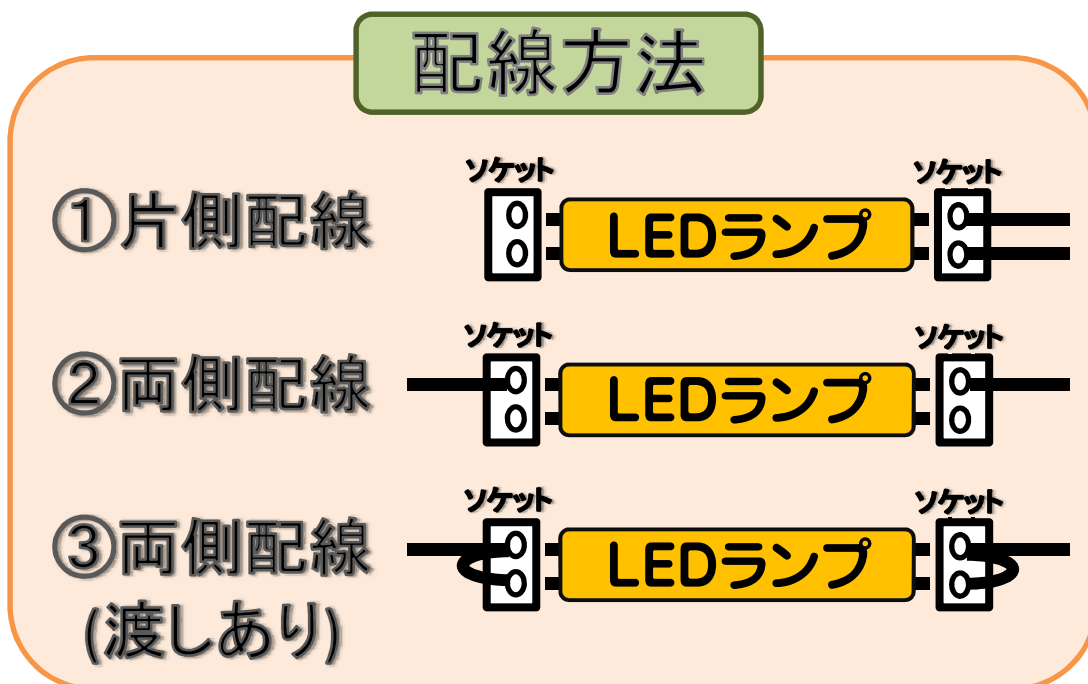 配線方法
ソケット
ソケット
①片側配線
LEDランプ
ソケット
ソケット
②両側配線
LEDランプ
ソケット
ソケット
③両側配線
LEDランプ
(渡しあり)